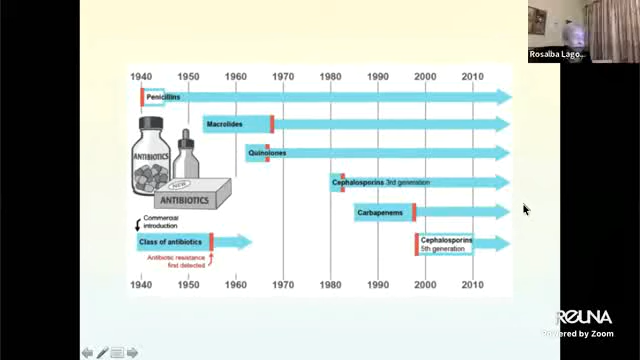 Rosalba Lago...
1940 1950 1960 1970 1980 1990 2000 2010
Penicillins
Macrolides
Quinolones
Cephalosporins 3rd generation
Carbapenems
Cephalosporins
5th generation
ANTIBIOTICS
NEW
ANTIBIOTICS
Commercial
introduction
Class of antibiotics
Antibiotic resistance
first detected
1940 1950 1960 1970 1980 1990 2000 2010
REUNA
Powered by Zoom